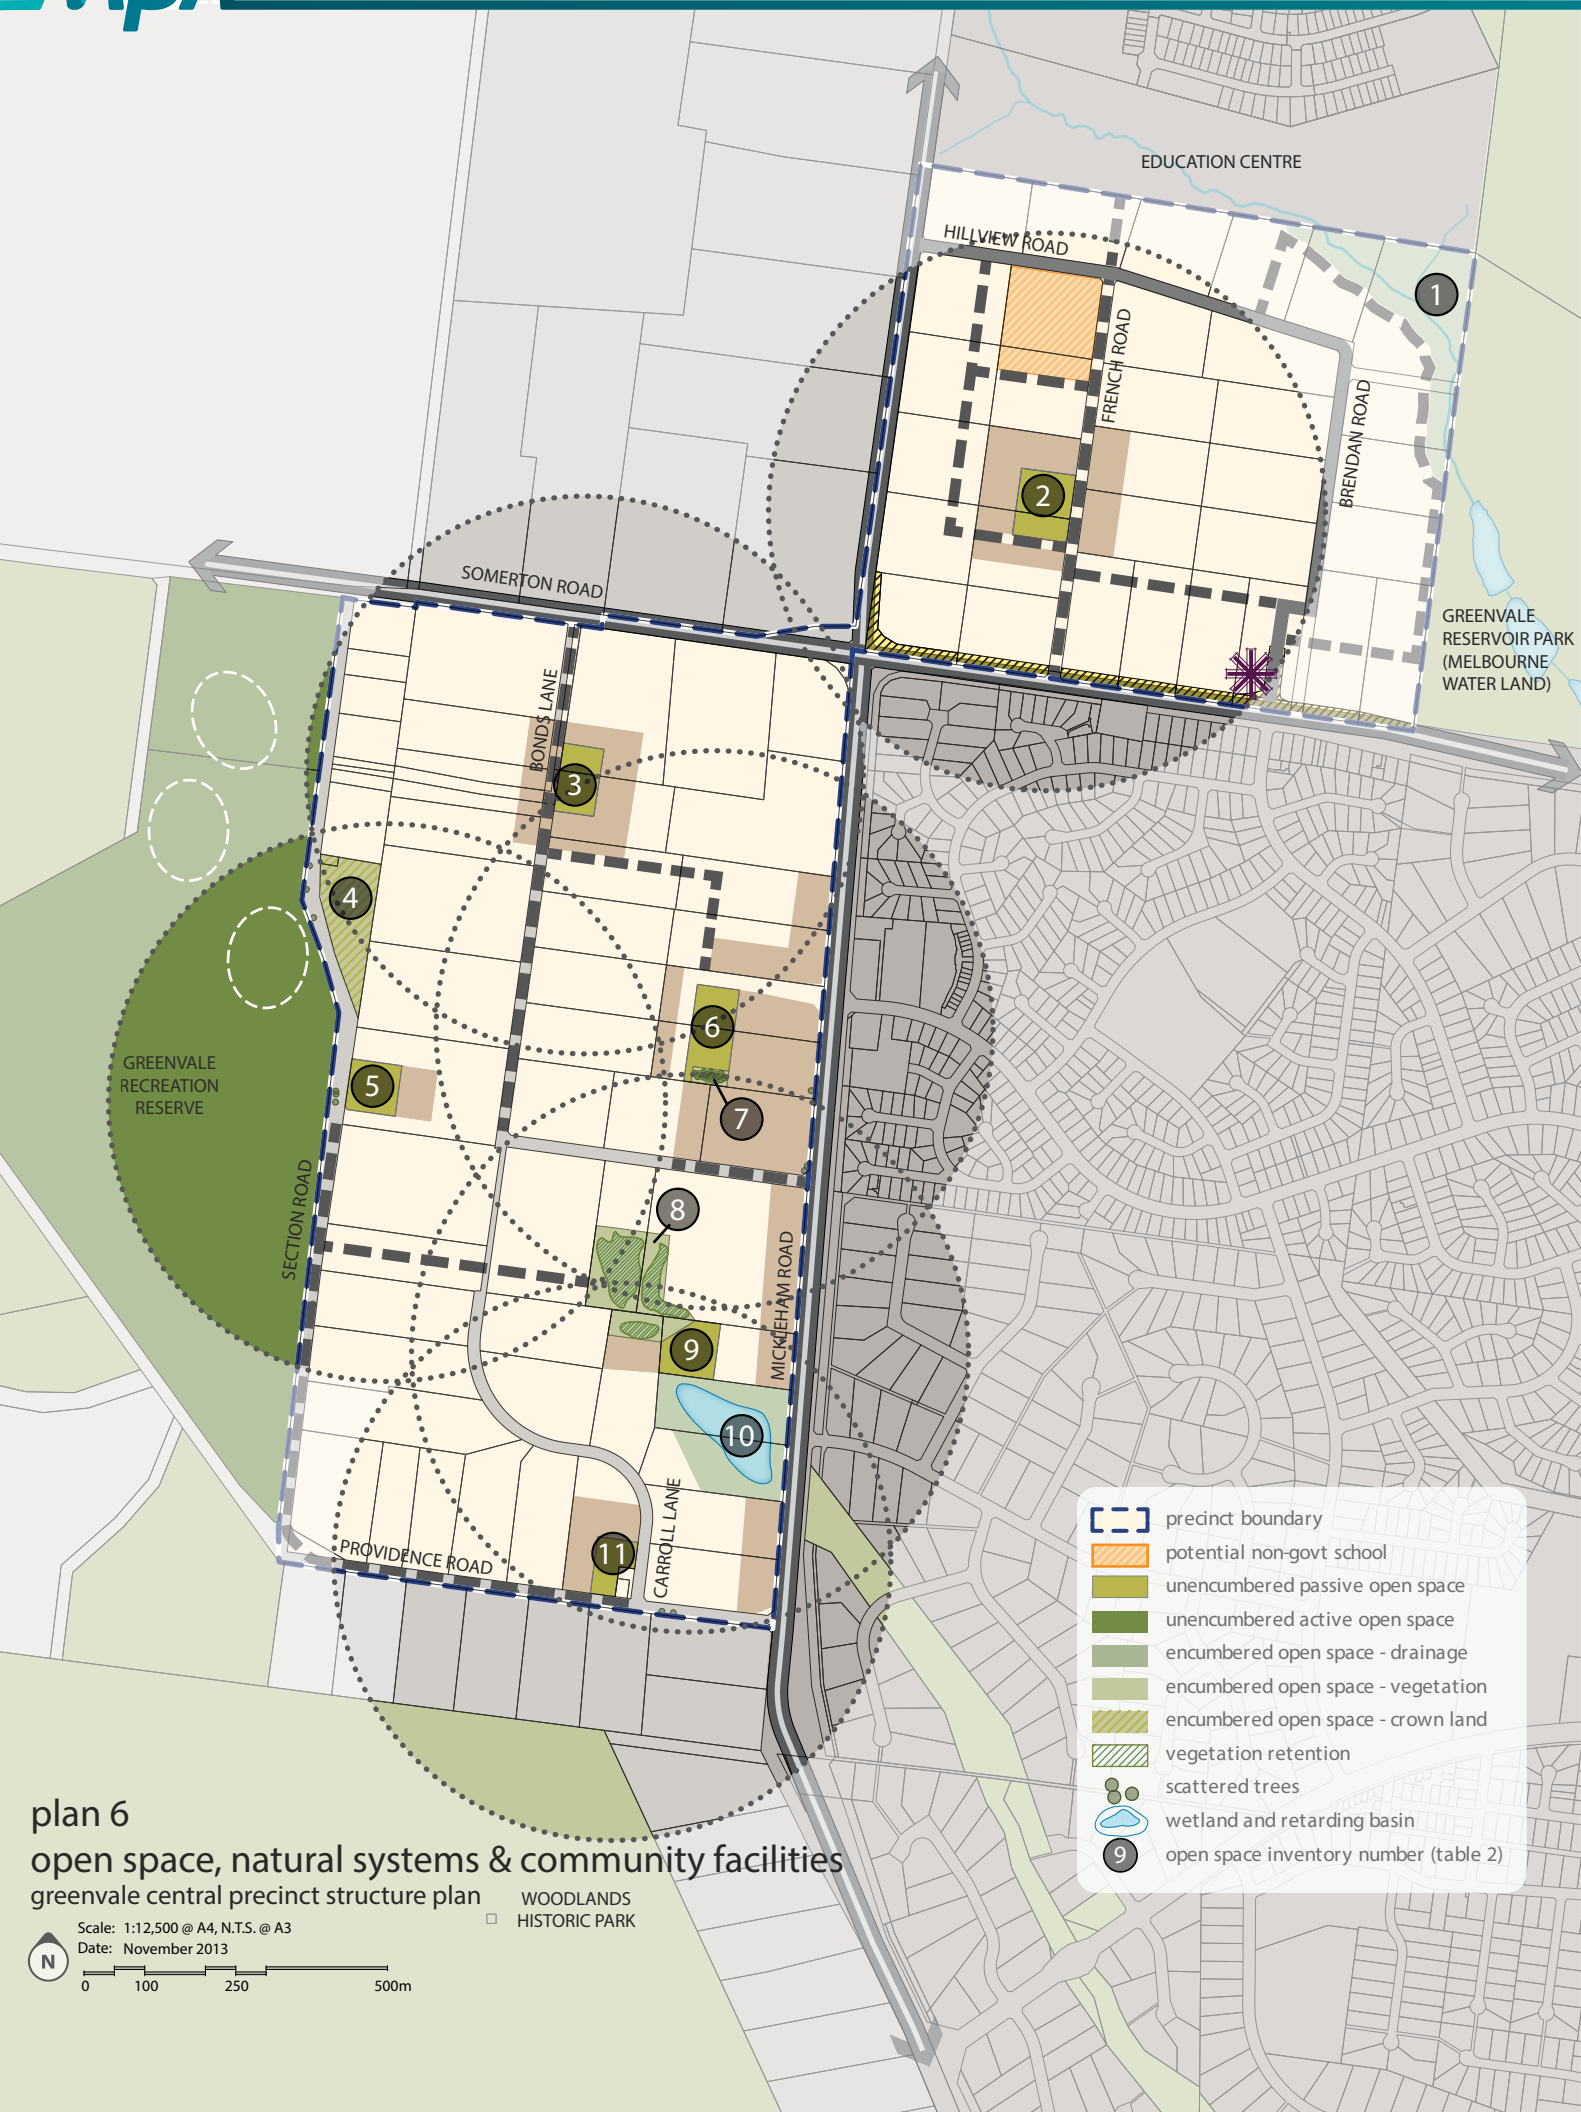 EDUCATION CENTRE
HILLVIEW ROAD
1
FRENCH ROAD
BRENDAN ROAD
2
SOMERTON ROAD
GREENVALE
RESERVOIR PARK
(MELBOURNE
WATER LAND)
BONDS LANE
3
4
6
GREENVALE
RECREATION
RESERVE
5
7
SECTION ROAD
8
MICKLEHAM ROAD
9
10
CARROLL LANE
PROVIDENCE ROAD
11
precinct boundary
potential non-govt school
unencumbered passive open space
unencumbered active open space
encumbered open space - drainage
encumbered open space - vegetation
encumbered open space - crown land
vegetation retention
scattered trees
wetland and retarding basin
9 open space inventory number (table 2)
plan 6
open space, natural systems & community facilities
greenvale central precinct structure plan
WOODLANDS
HISTORIC PARK
Scale: 1:12,500 @ A4, N.T.S. @ A3
Date: November 2013
N
0 100 250 500m